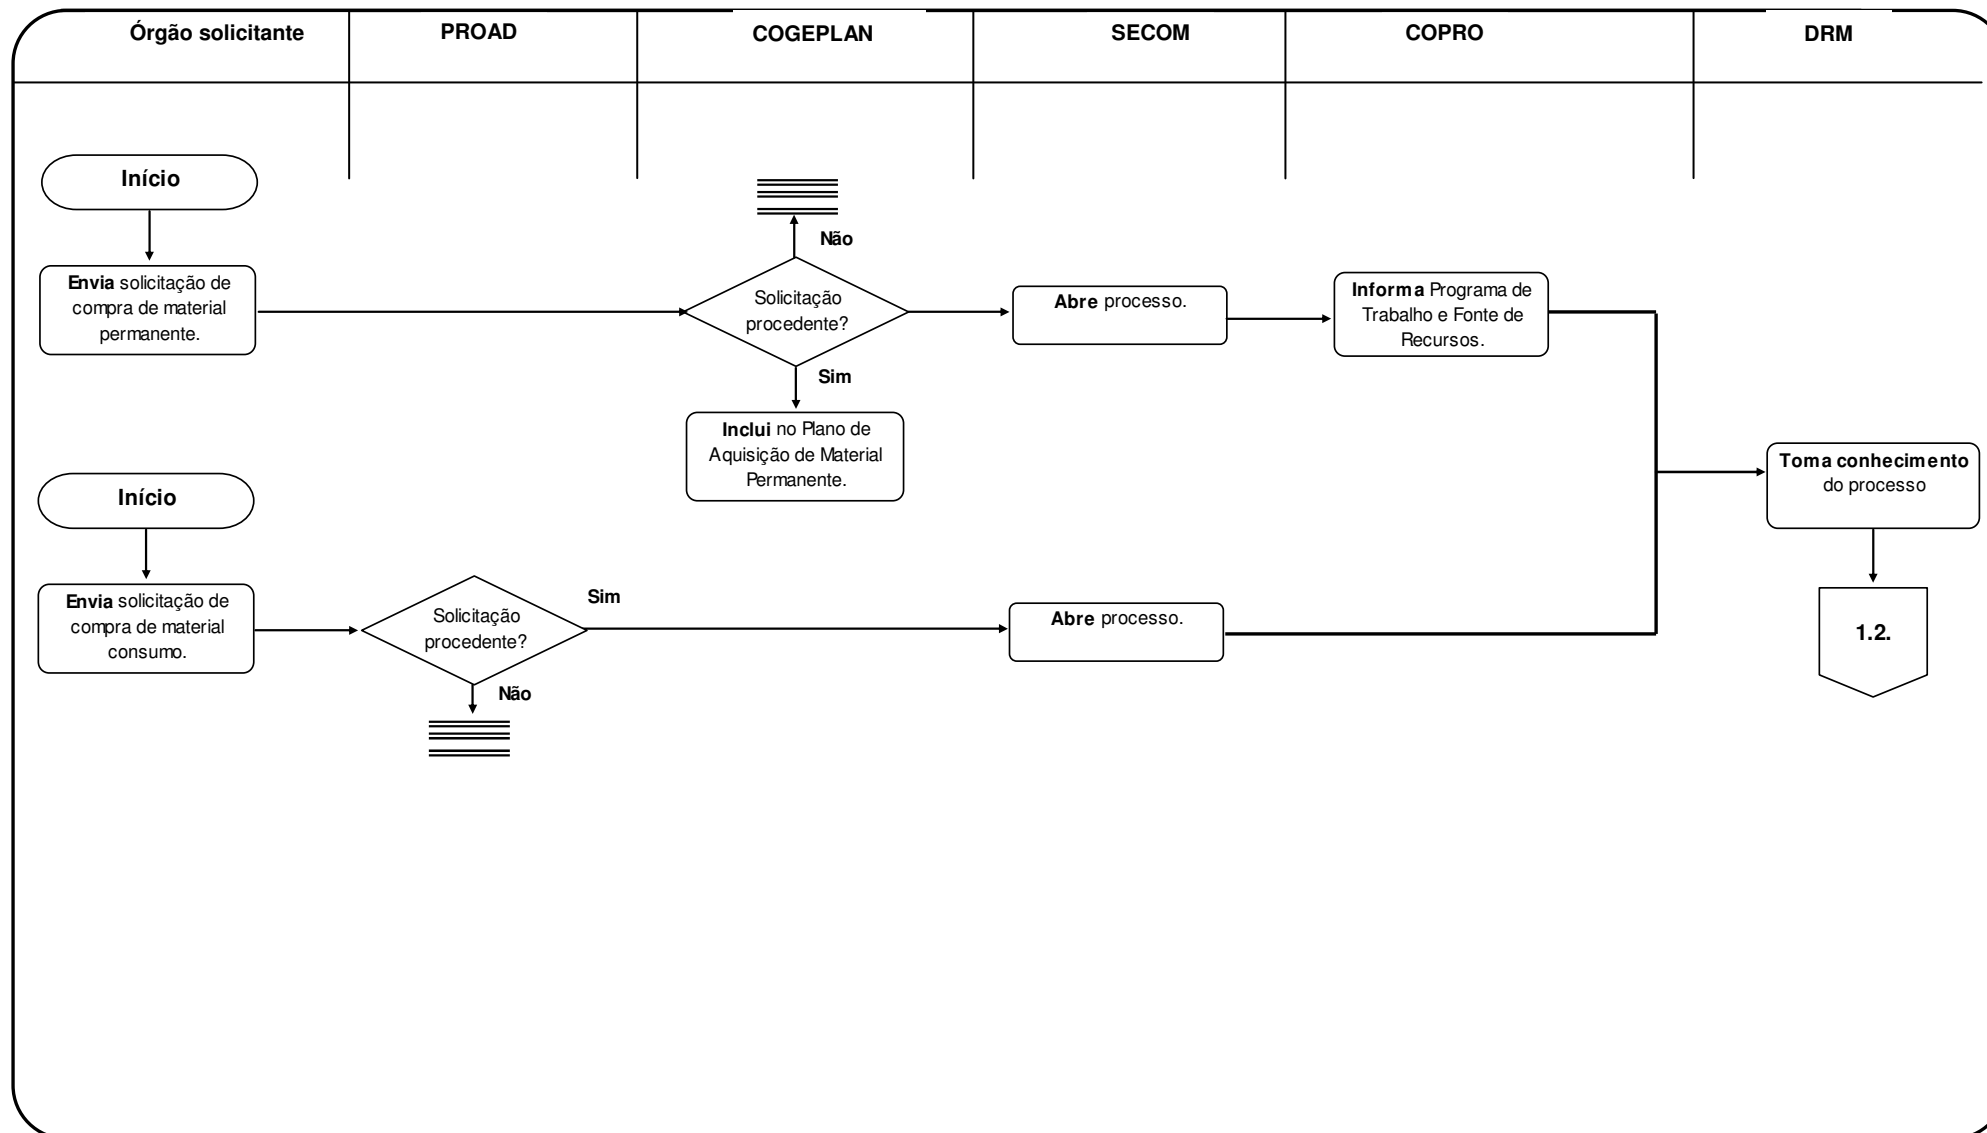 Órgão solicitante
PROAD
COGEPLAN
SECOM
COPRO
DRM
Início
Não
Envia solicitação de
compra de material
permanente.
Solicitação
procedente?
Abre processo.
Informa Programa de
Trabalho e Fonte de
Recursos.
Sim
Inclui no Plano de
Aquisição de Material
Permanente.
Toma conhecimento
do processo
Início
Envia solicitação de
compra de material
consumo.
Solicitação
procedente?
Sim
Abre processo.
1.2.
Não